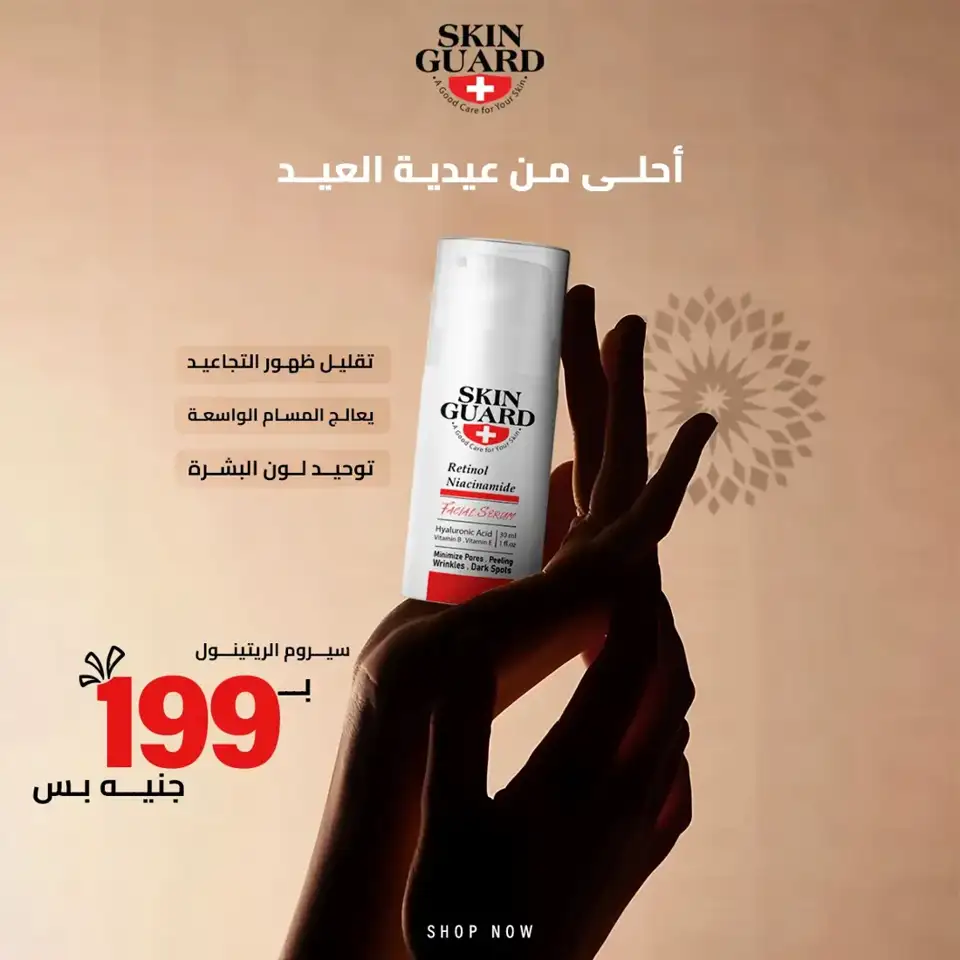 SKIN
GUARD
A Good Care for Your Skin
أحلى من عيدية العيد
تقليل ظهور التجاعيد
يعالج المسام الواسعة
توحيد لون البشرة
SKIN
GUARD
A Good Care for Your Skin
Retinol
Niacinamide
FACIAL SERUM
Hyaluronic Acid | 30 ml
Vitamin B . Vitamin E | 1 fl.oz
Minimize Pores . Peeling
Wrinkles . Dark Spots
سيروم الريتينول
بـ
199
جنيه بس
SHOP NOW